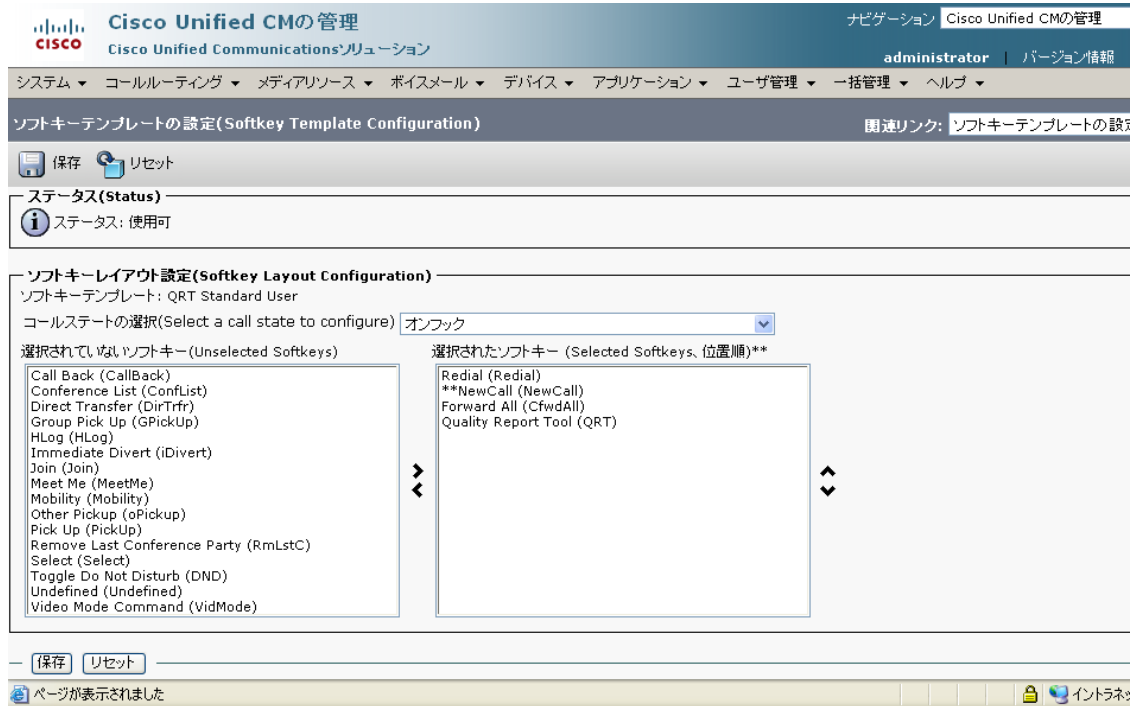 Cisco Unified CMの管理
ナビゲーション Cisco Unified CMの管理
CISCO
Cisco Unified Communicationsソリューション
administrator | バージョン情報
システム コールルーティング メディアリソース ボイスメール デバイス アプリケーション ユーザ管理 一括管理 ヘルプ
ソフトキーテンプレートの設定(Softkey Template Configuration)
関連リンク: ソフトキーテンプレートの設定
保存 リセット
ステータス(Status)
i ステータス: 使用可
ソフトキーレイアウト設定(Softkey Layout Configuration)
ソフトキーテンプレート: QRT Standard User
コールステートの選択(Select a call state to configure) オンフック
選択されていないソフトキー(Unselected Softkeys)
Call Back (CallBack)
Conference List (ConfList)
Direct Transfer (DirTrfr)
Group Pick Up (GPickUp)
HLog (HLog)
Immediate Divert (iDivert)
Join (Join)
Meet Me (MeetMe)
Mobility (Mobility)
Other Pickup (oPickup)
Pick Up (PickUp)
Remove Last Conference Party (RmLstC)
Select (Select)
Toggle Do Not Disturb (DND)
Undefined (Undefined)
Video Mode Command (VidMode)
選択されたソフトキー (Selected Softkeys、位置順)**
Redial (Redial)
**NewCall (NewCall)
Forward All (CfwdAll)
Quality Report Tool (QRT)
保存 リセット
ページが表示されました
イントラネッ